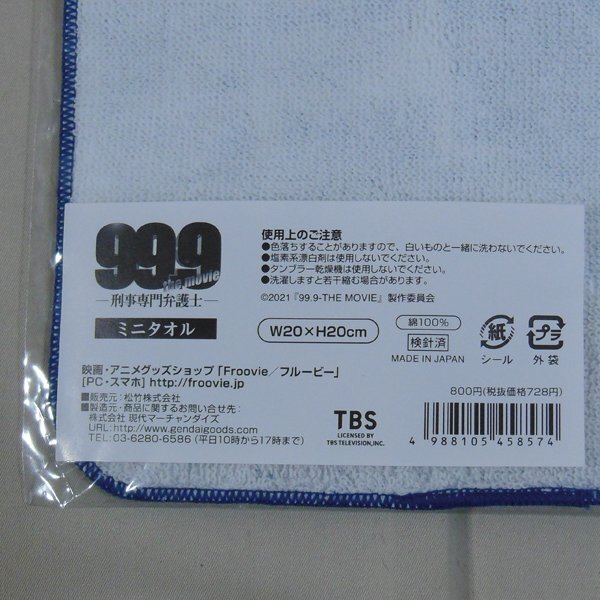 99.9
the movie
刑事専門弁護士
ミニタオル
使用上のご注意
●色落ちすることがありますので、白いものと一緒に洗わないでください。
●塩素系漂白剤は使用しないでください。
●タンブラー乾燥機は使用しないでください。
●洗濯しますと若干縮む場合があります。
©2021『99.9-THE MOVIE』製作委員会
W20×H20cm
綿100%
検針済
MADE IN JAPAN
紙
シール
プラ
外袋
映画・アニメグッズショップ「Froovie/フルービー」
[PC・スマホ] http://froovie.jp
■販売元:松竹株式会社
■製造元・商品に関するお問い合せ先:
株式会社 現代マーチャンダイズ
URL:http://www.gendaigoods.com
TEL:03-6280-6586 (平日10時から17時まで)
TBS
LICENSED BY
TBS TELEVISION,INC.
800円(税抜価格728円)
4 988105 458574